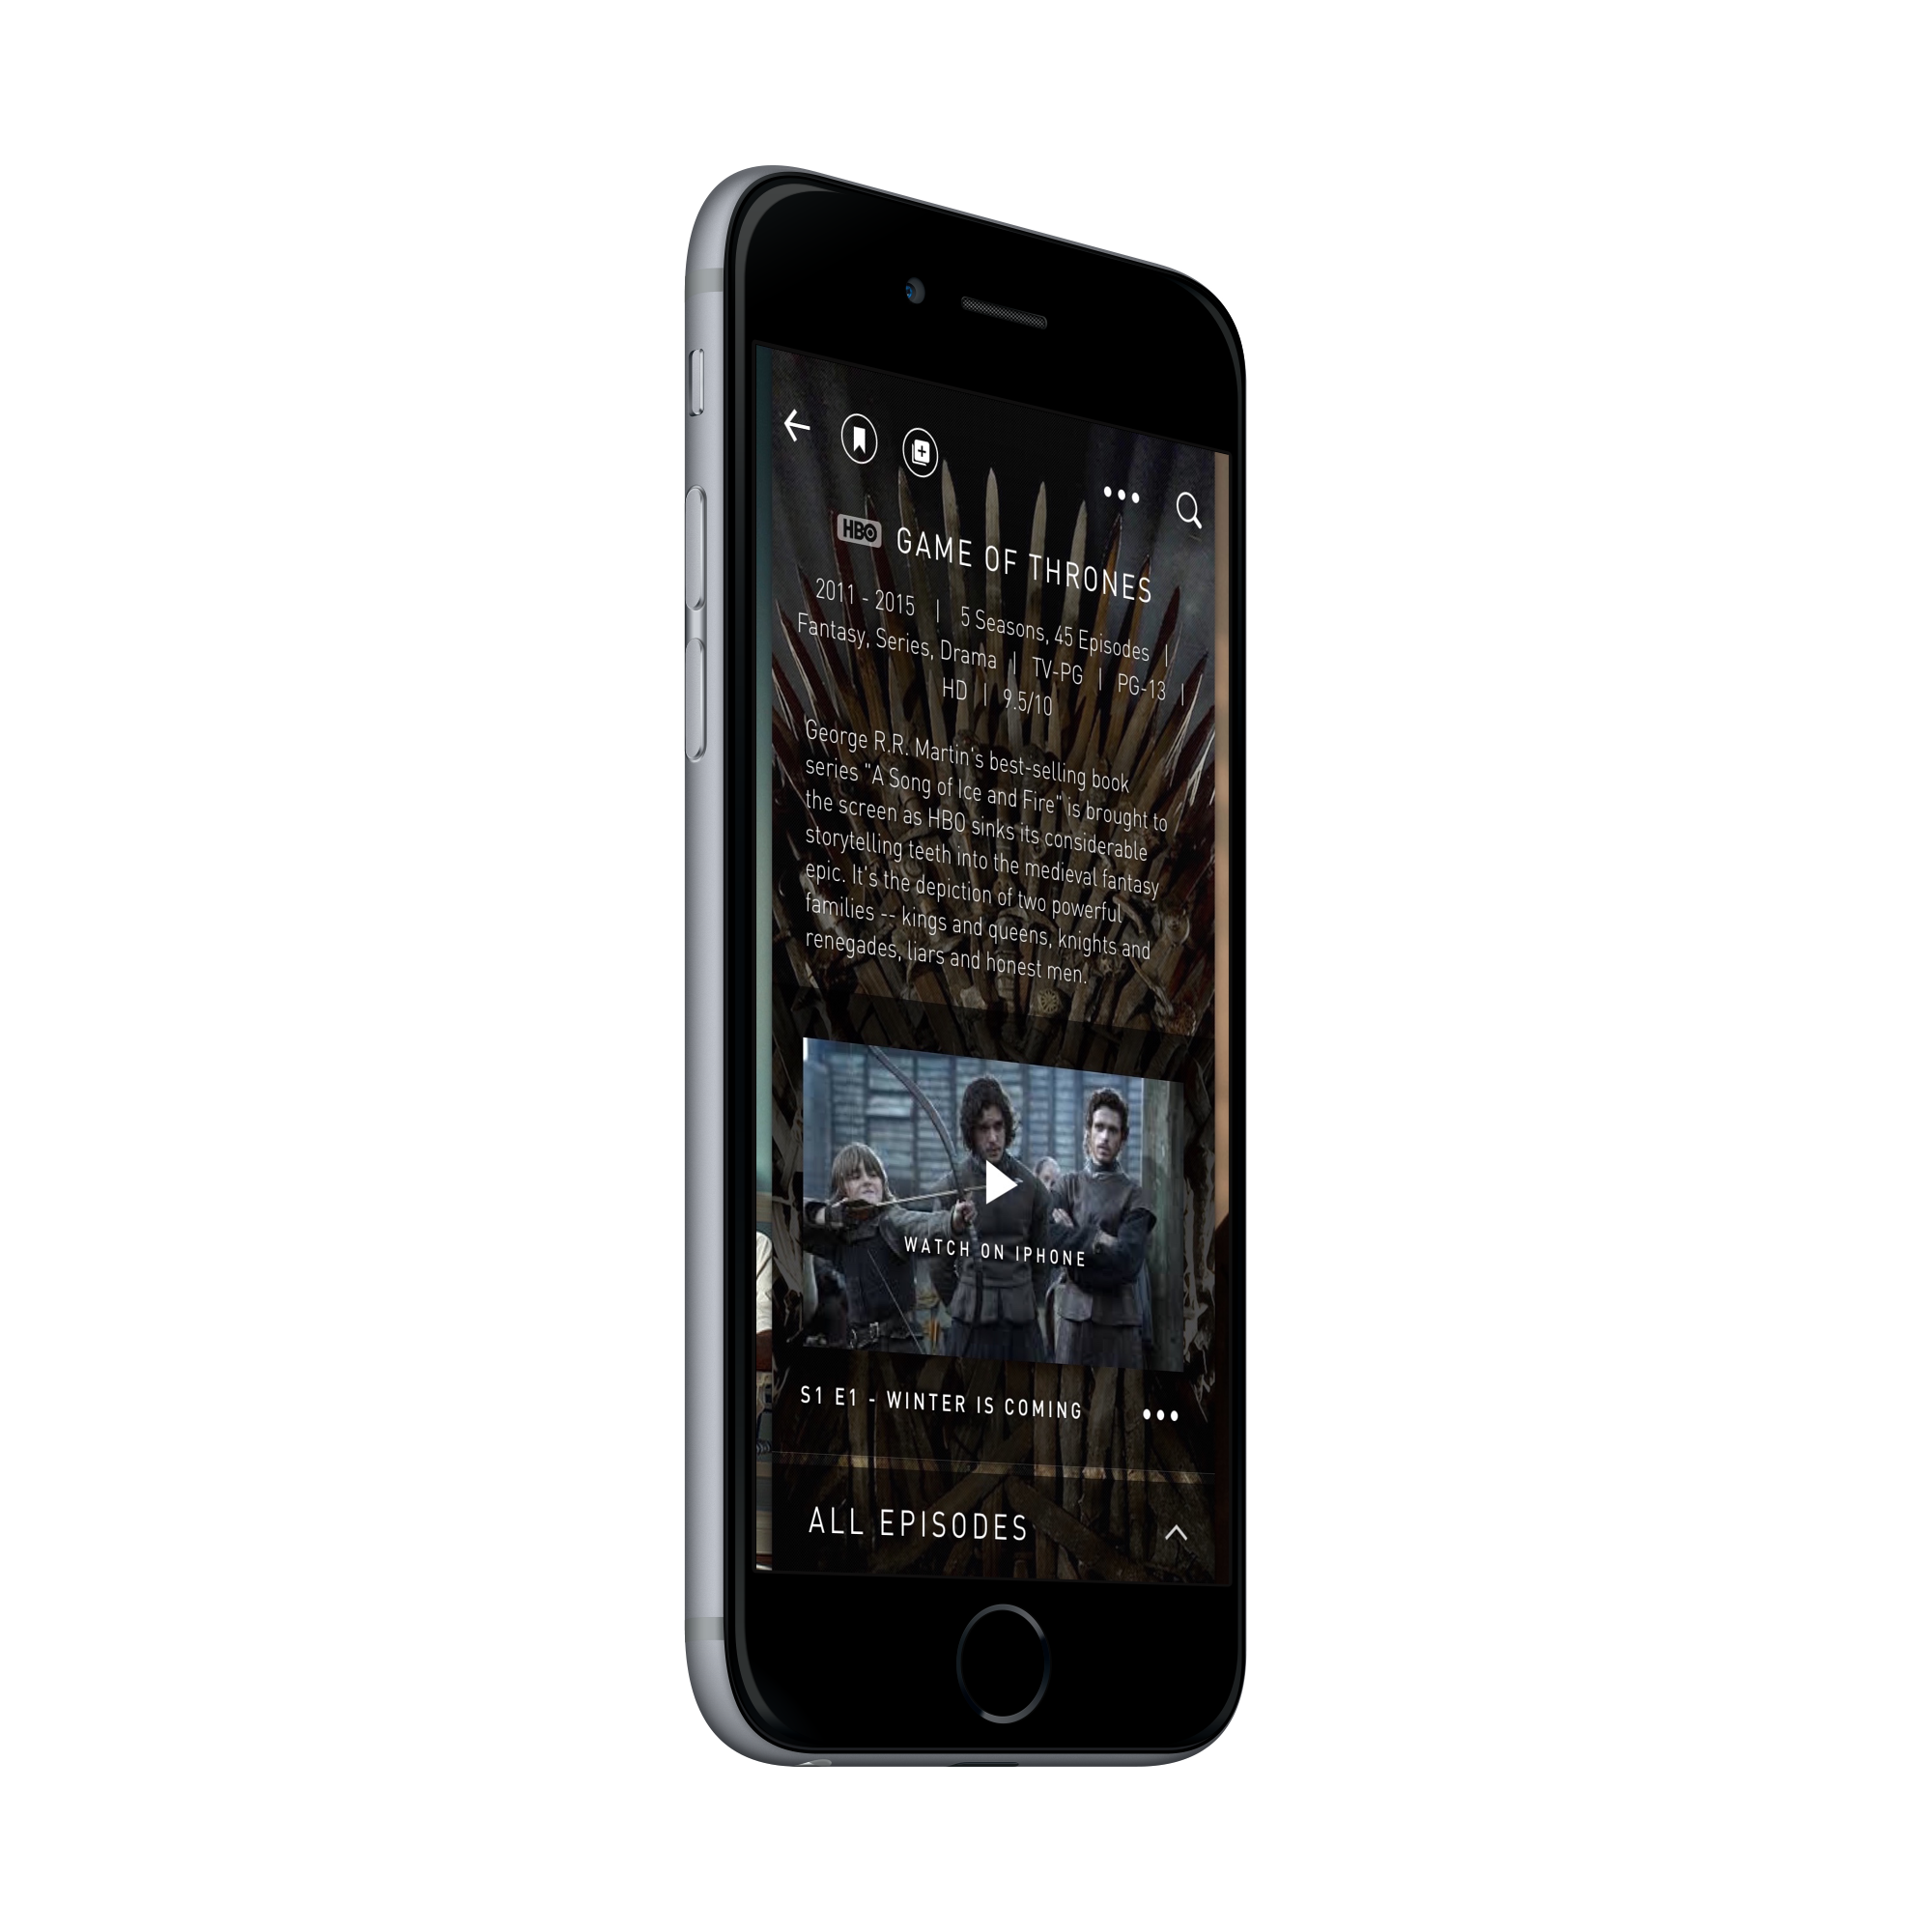 HBO GAME OF THRONES
2011 - 2015 | 5 Seasons, 45 Episodes |
Fantasy, Series, Drama | TV-PG | PG-13 |
HD | 9.5/10
George R.R. Martin's best-selling book
series "A Song of Ice and Fire" is brought to
the screen as HBO sinks its considerable
storytelling teeth into the medieval fantasy
epic. It's the depiction of two powerful
families -- kings and queens, knights and
renegades, liars and honest men.
WATCH ON IPHONE
S1 E1 - WINTER IS COMING
ALL EPISODES